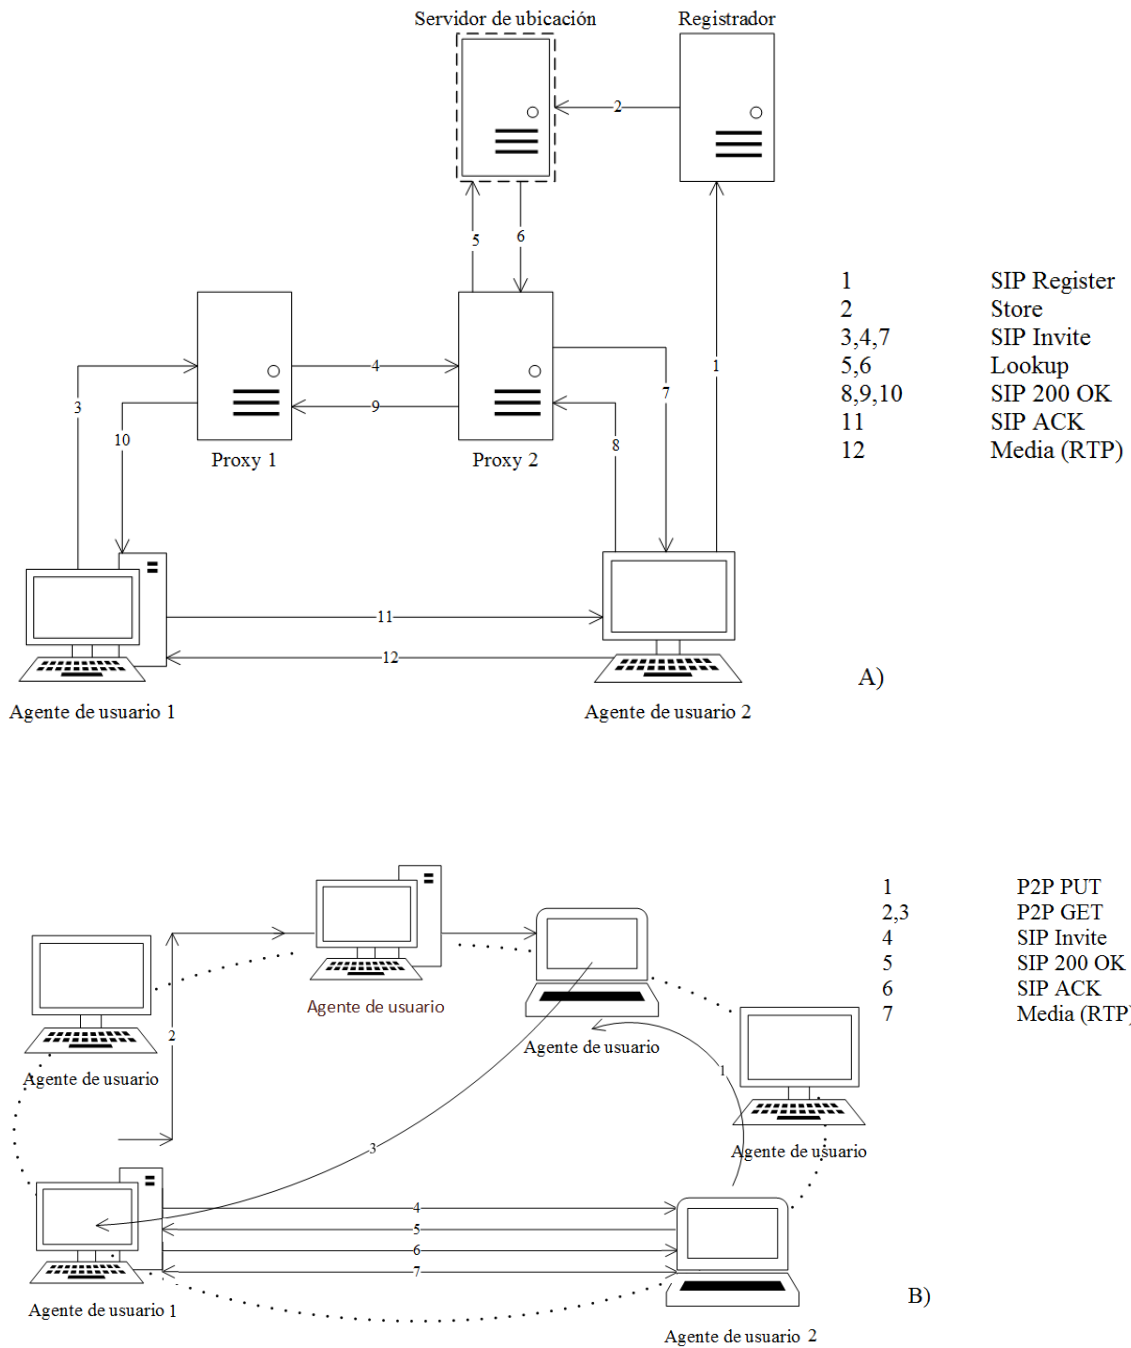 Servidor de ubicación
Registrador
2
5
6
1
3
4
9
10
7
8
Proxy 1
Proxy 2
11
12
Agente de usuario 1
Agente de usuario 2
1 SIP Register
2 Store
3,4,7 SIP Invite
5,6 Lookup
8,9,10 SIP 200 OK
11 SIP ACK
12 Media (RTP)
A)
1 P2P PUT
2,3 P2P GET
4 SIP Invite
5 SIP 200 OK
6 SIP ACK
7 Media (RTP)
Agente de usuario
Agente de usuario
Agente de usuario
Agente de usuario
2
1
3
4
5
6
7
Agente de usuario 1
Agente de usuario 2
B)